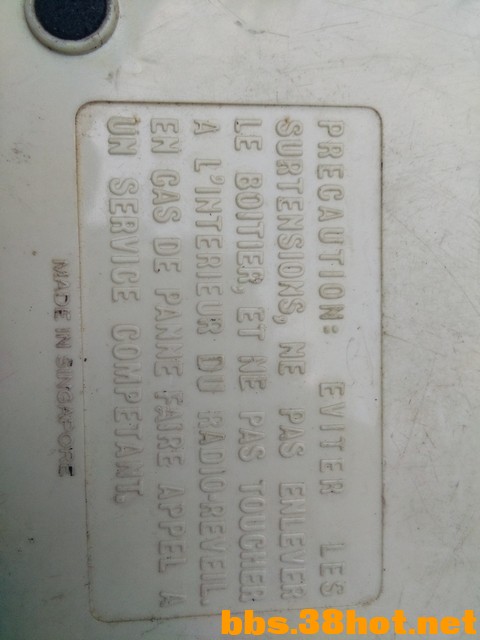 PRECAUTION: EVITER LES
SURTENSIONS, NE PAS ENLEVER
LE BOITIER, ET NE PAS TOUCHER
A L'INTERIEUR DU RADIO-REVEIL.
EN CAS DE PANNE FAIRE APPEL A
UN SERVICE COMPETANT.
MADE IN SINGAPORE
bbs.38hot.net